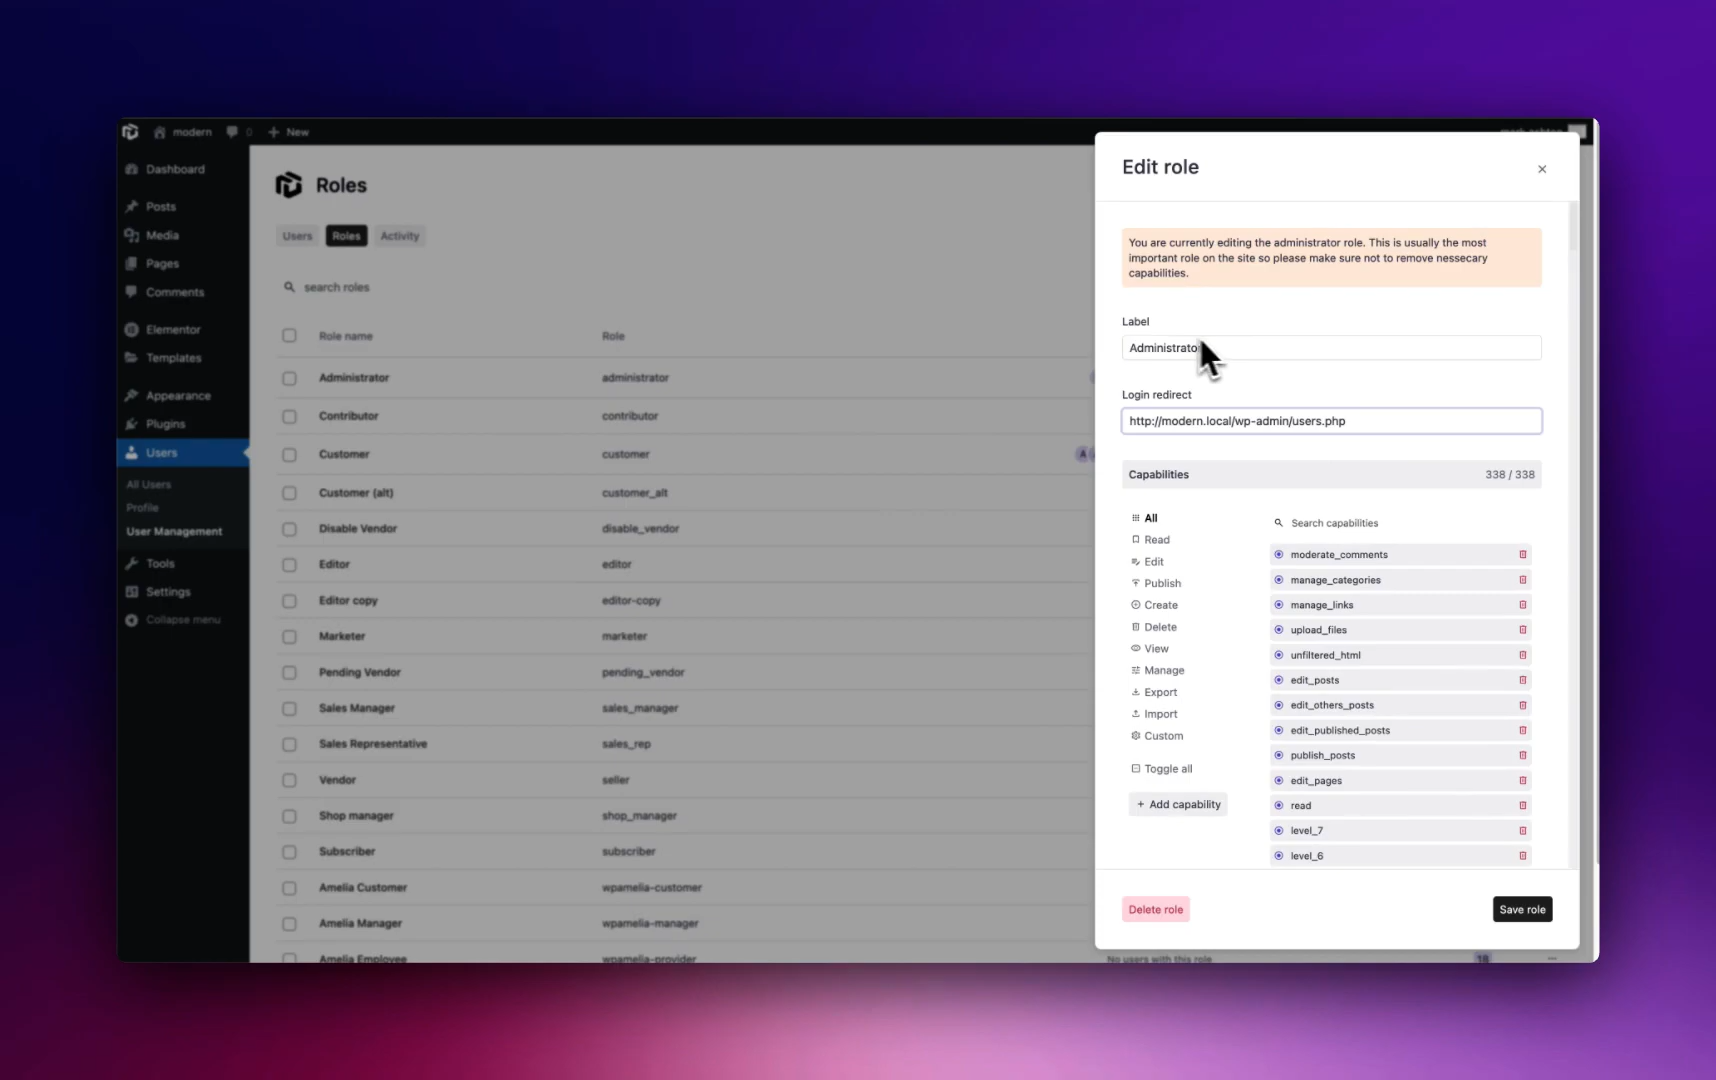 modern
0
New
Dashboard
Posts
Media
Pages
Comments
Elementor
Templates
Appearance
Plugins
Users
All Users
Profile
User Management
Tools
Settings
Collapse menu
Roles
Users
Roles
Activity
search roles
Role name
Role
Administrator
administrator
Contributor
contributor
Customer
customer
A
Customer (alt)
customer_alt
Disable Vendor
disable_vendor
Editor
editor
Editor copy
editor-copy
Marketer
marketer
Pending Vendor
pending_vendor
Sales Manager
sales_manager
Sales Representative
sales_rep
Vendor
seller
Shop manager
shop_manager
Subscriber
subscriber
Amelia Customer
wpamelia-customer
Amelia Manager
wpamelia-manager
Amelia Employee
wpamelia-provider
No users with this role
18
Edit role
You are currently editing the administrator role. This is usually the most
important role on the site so please make sure not to remove nessecary
capabilities.
Label
Administrator
Login redirect
http://modern.local/wp-admin/users.php
Capabilities
338 / 338
All
Read
Edit
Publish
Create
Delete
View
Manage
Export
Import
Custom
Toggle all
+ Add capability
Search capabilities
moderate_comments
manage_categories
manage_links
upload_files
unfiltered_html
edit_posts
edit_others_posts
edit_published_posts
publish_posts
edit_pages
read
level_7
level_6
Delete role
Save role